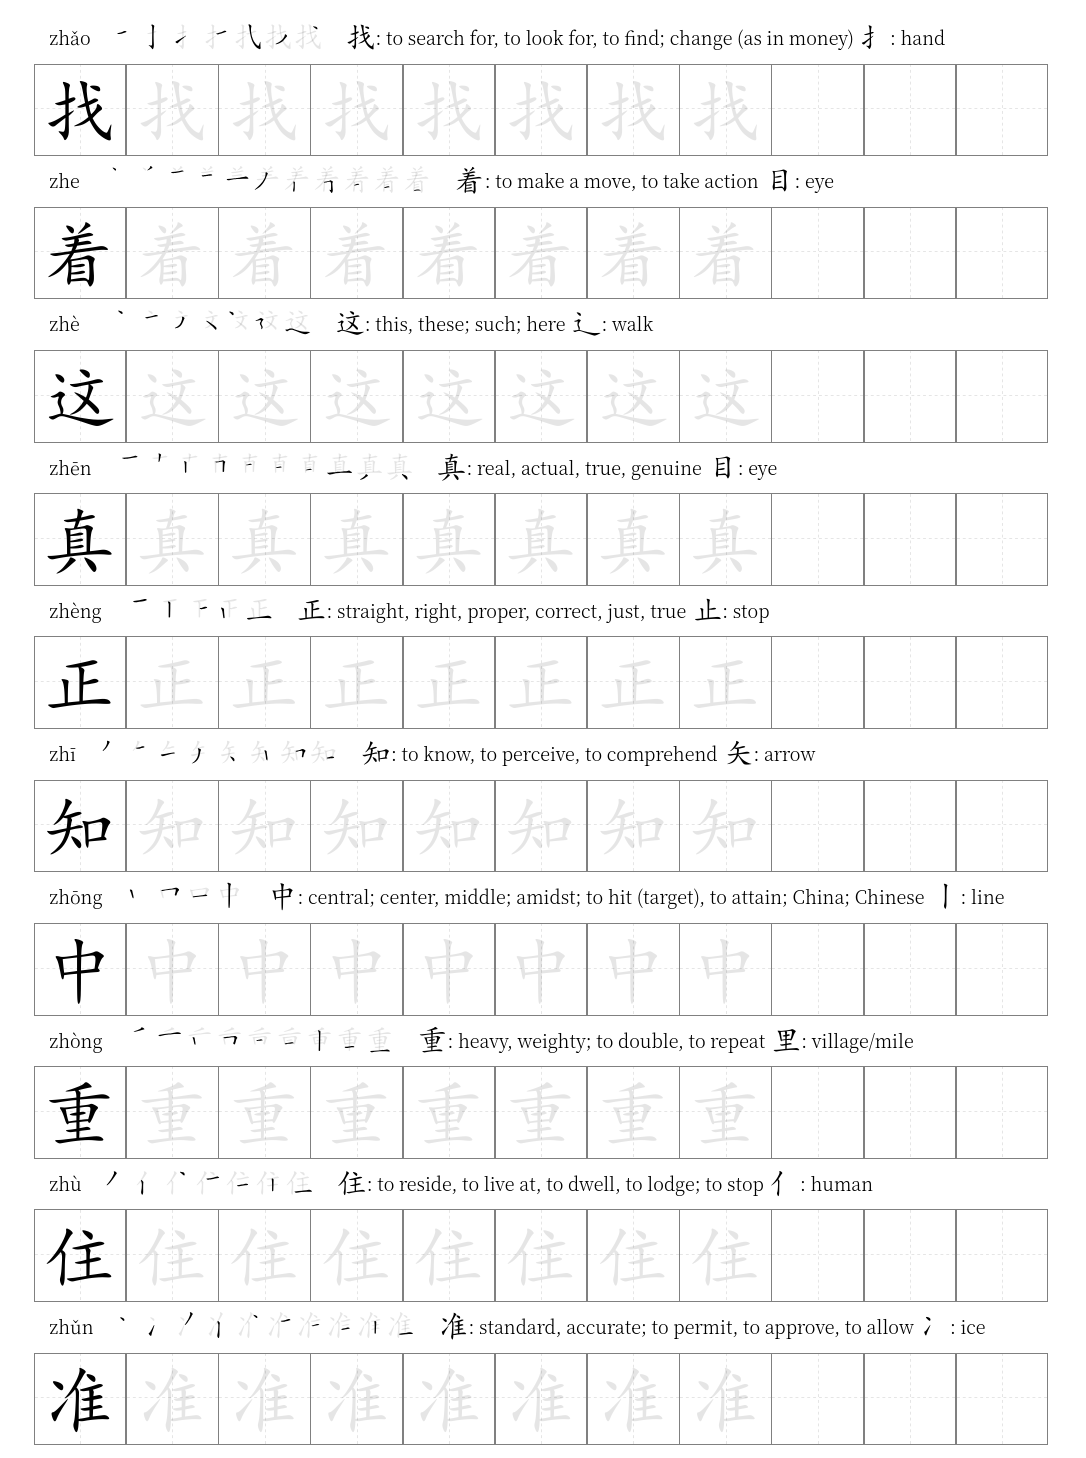 zhǎo 找: to search for, to look for, to find; change (as in money) 扌: hand
找 找 找 找 找 找 找 找
zhe 着: to make a move, to take action 目: eye
着 着 着 着 着 着 着 着
zhè 这: this, these; such; here 辶: walk
这 这 这 这 这 这 这 这
zhēn 真: real, actual, true, genuine 目: eye
真 真 真 真 真 真 真 真
zhèng 正: straight, right, proper, correct, just, true 止: stop
正 正 正 正 正 正 正 正
zhī 知: to know, to perceive, to comprehend 矢: arrow
知 知 知 知 知 知 知 知
zhōng 中: central; center, middle; amidst; to hit (target), to attain; China; Chinese 丨: line
中 中 中 中 中 中 中 中
zhòng 重: heavy, weighty; to double, to repeat 里: village/mile
重 重 重 重 重 重 重 重
zhù 住: to reside, to live at, to dwell, to lodge; to stop 亻: human
住 住 住 住 住 住 住 住
zhǔn 准: standard, accurate; to permit, to approve, to allow 冫: ice
准 准 准 准 准 准 准 准